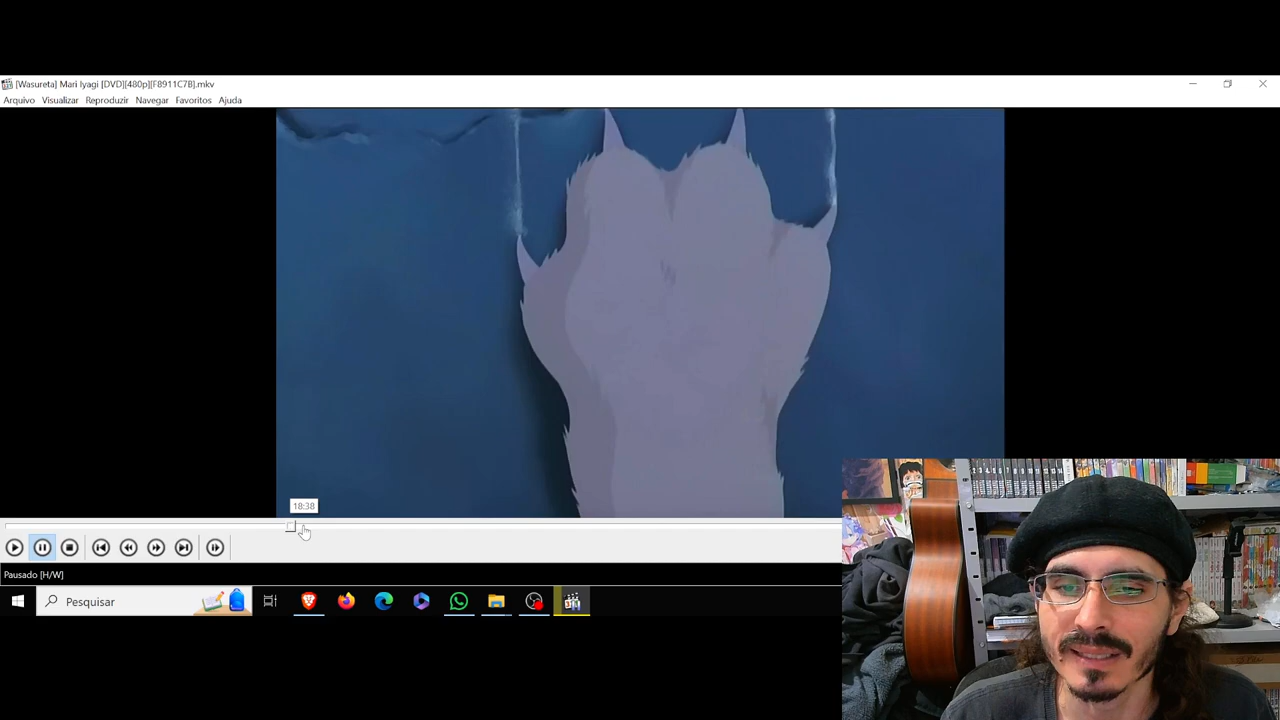 [Wasureta] Mari Iyagi [DVD][480p][F8911C7B].mkv
Arquivo Visualizar Reproduzir Navegar Favoritos Ajuda
18:38
Pausado [H/W]
Pesquisar